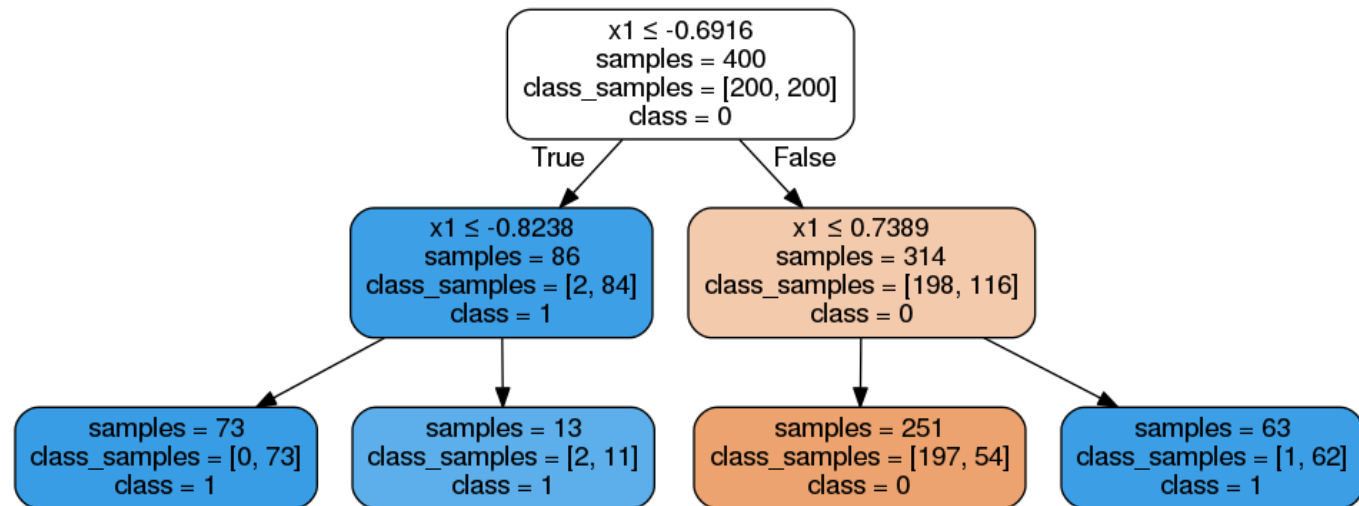 x1 ≤ -0.6916
samples = 400
class_samples = [200, 200]
class = 0
True
False
x1 ≤ -0.8238
samples = 86
class_samples = [2, 84]
class = 1
x1 ≤ 0.7389
samples = 314
class_samples = [198, 116]
class = 0
samples = 73
class_samples = [0, 73]
class = 1
samples = 13
class_samples = [2, 11]
class = 1
samples = 251
class_samples = [197, 54]
class = 0
samples = 63
class_samples = [1, 62]
class = 1